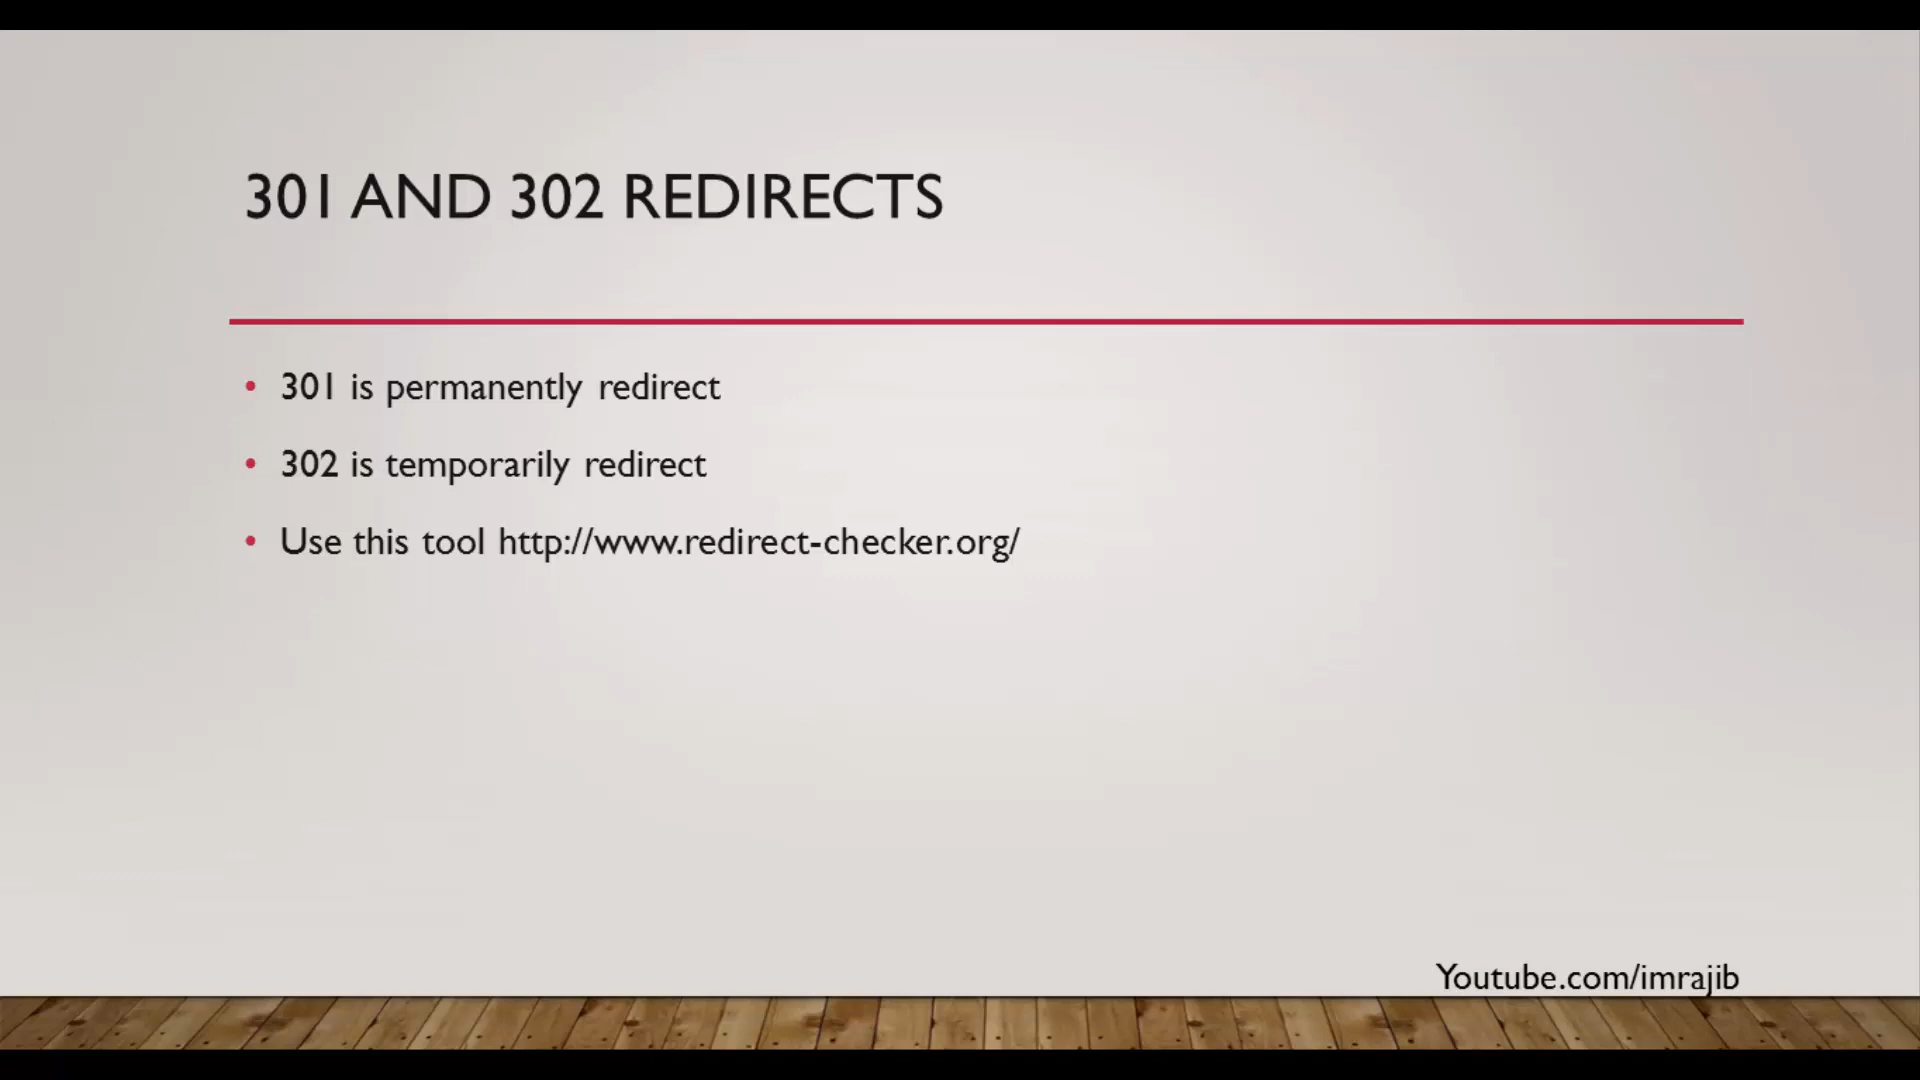 301 AND 302 REDIRECTS
• 301 is permanently redirect
• 302 is temporarily redirect
• Use this tool http://www.redirect-checker.org/
Youtube.com/imrajib